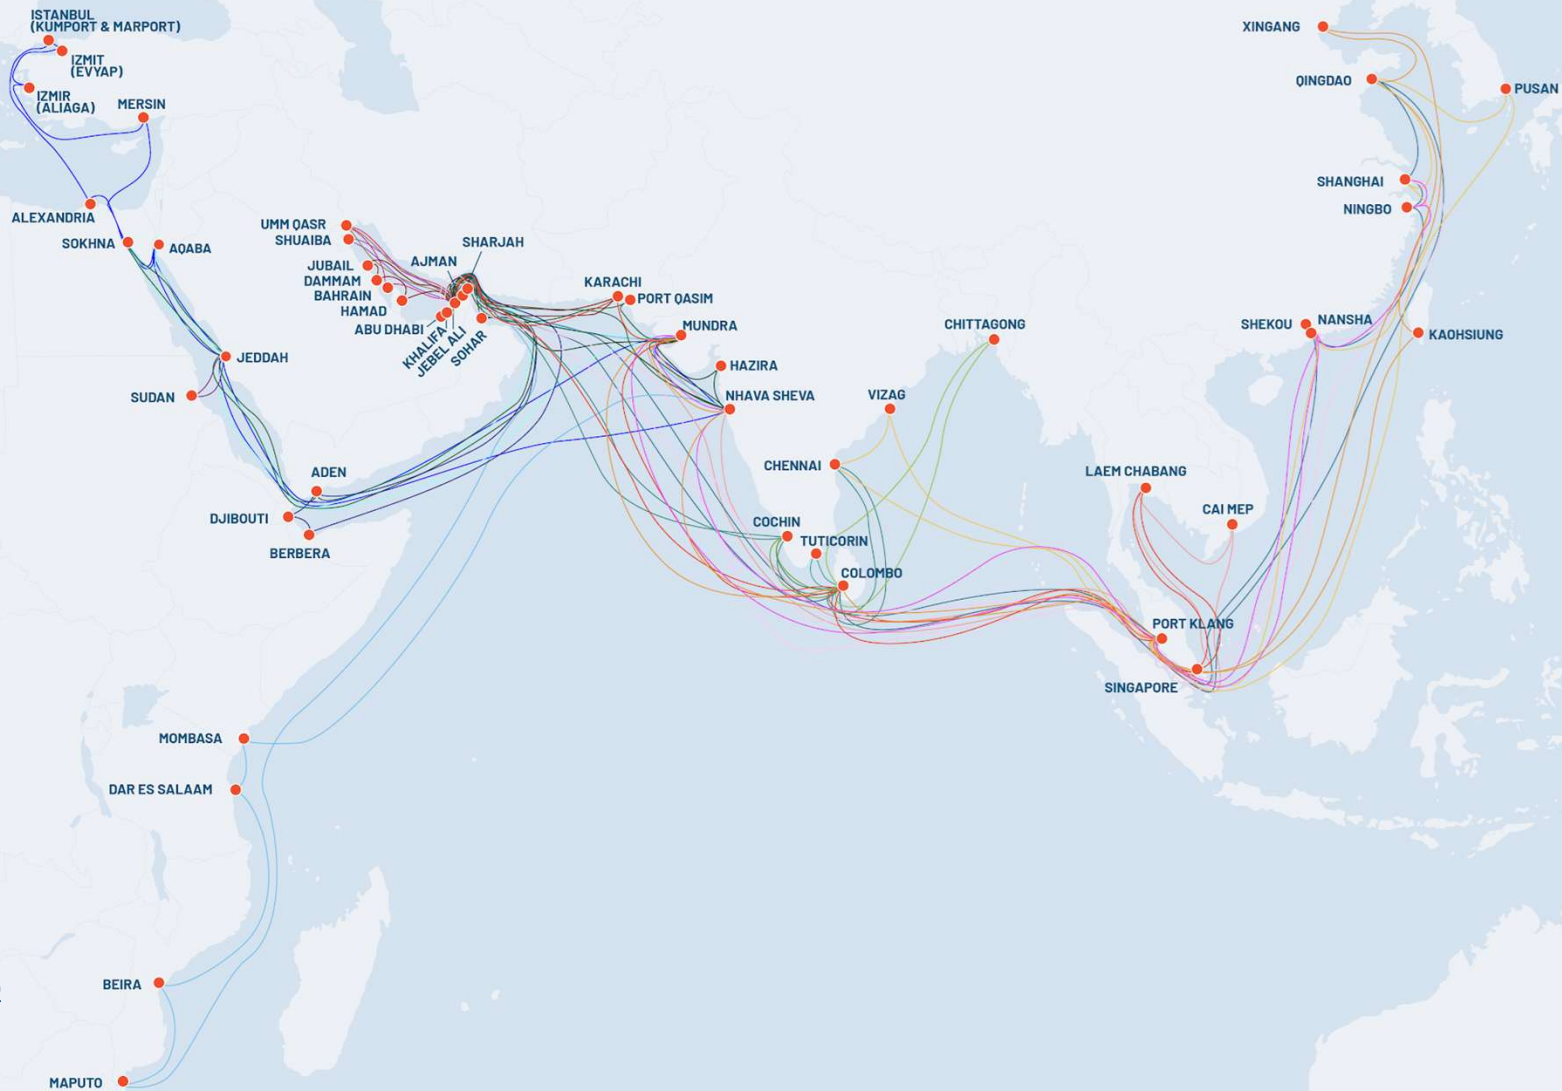 ISTANBUL
(KUMPORT & MARPORT)
IZMIT
(EVYAP)
IZMIR
(ALIAGA)
MERSIN
ALEXANDRIA
SOKHNA
AQABA
UMM QASR
SHUAIBA
JUBAIL
DAMMAM
BAHRAIN
HAMAD
ABU DHABI
KHALIFA
JEBEL ALI
SOHAR
AJMAN
SHARJAH
KARACHI
PORT QASIM
MUNDRA
HAZIRA
NHAVA SHEVA
JEDDAH
SUDAN
ADEN
DJIBOUTI
BERBERA
CHITTAGONG
VIZAG
CHENNAI
COCHIN
TUTICORIN
COLOMBO
XINGANG
QINGDAO
PUSAN
SHANGHAI
NINGBO
SHEKOU
NANSHA
KAOHSIUNG
LAEM CHABANG
CAI MEP
PORT KLANG
SINGAPORE
MOMBASA
DAR ES SALAAM
BEIRA
MAPUTO